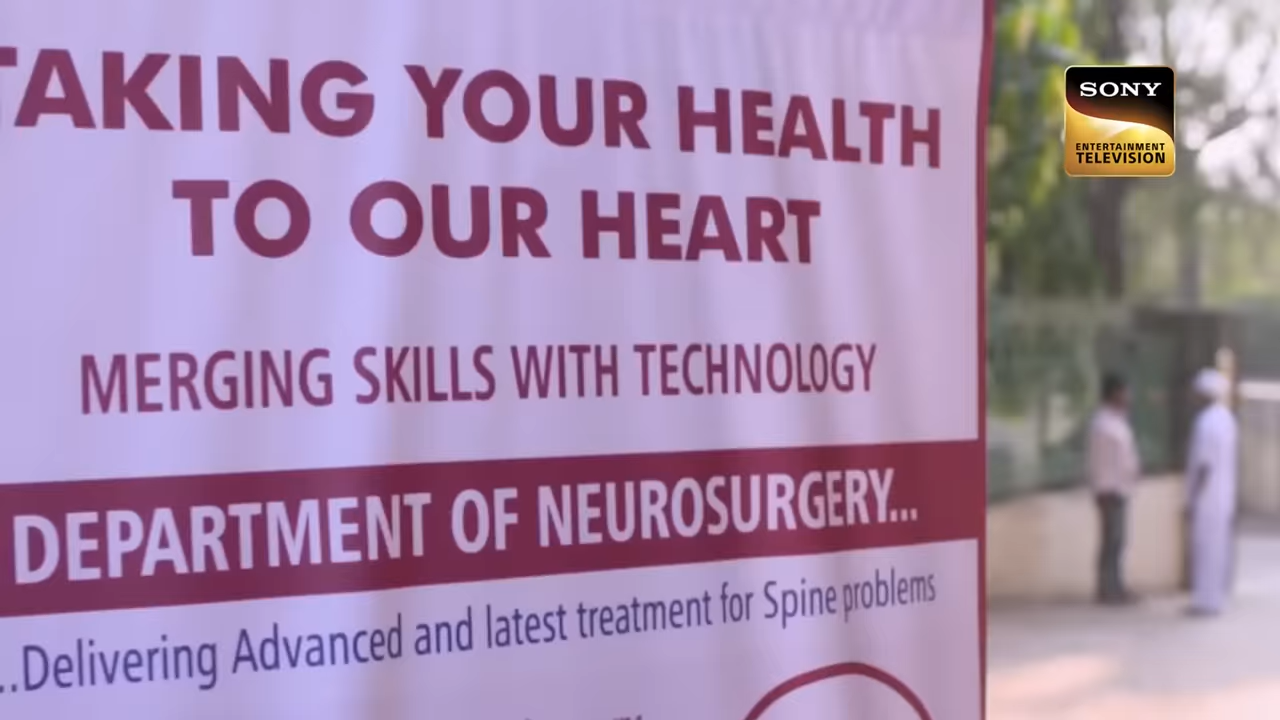 TAKING YOUR HEALTH
TO OUR HEART
MERGING SKILLS WITH TECHNOLOGY
DEPARTMENT OF NEUROSURGERY...
...Delivering Advanced and latest treatment for Spine problems
SONY
ENTERTAINMENT
TELEVISION